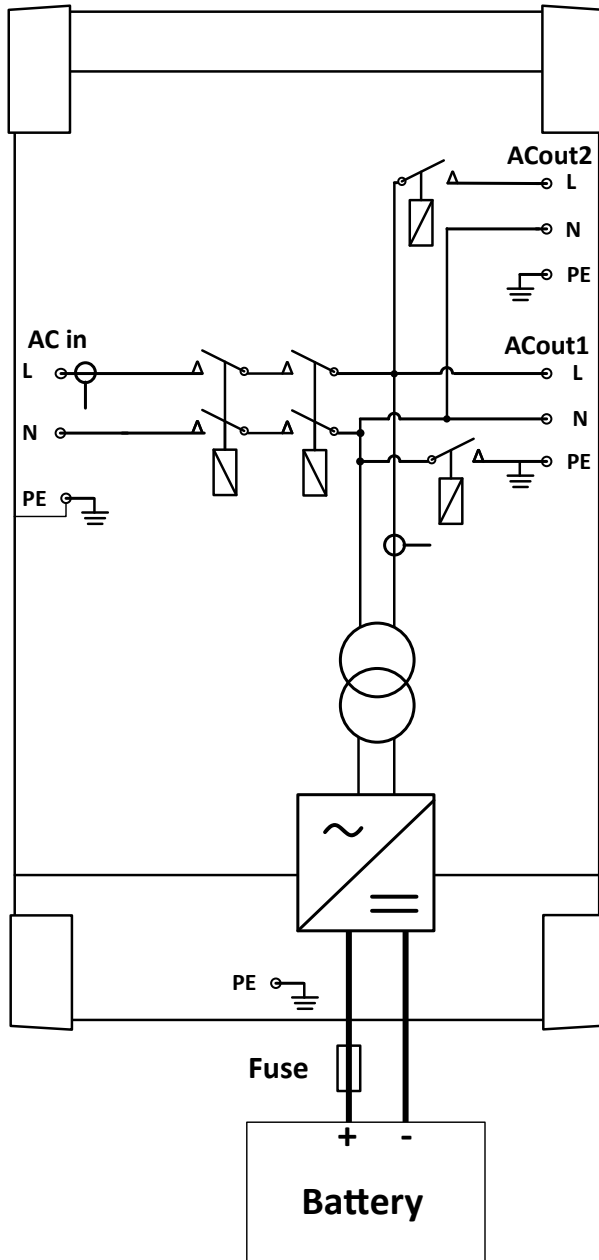 ACout2
L
N
PE
AC in
L
N
PE
ACout1
L
N
PE
PE
Fuse
+ -
Battery